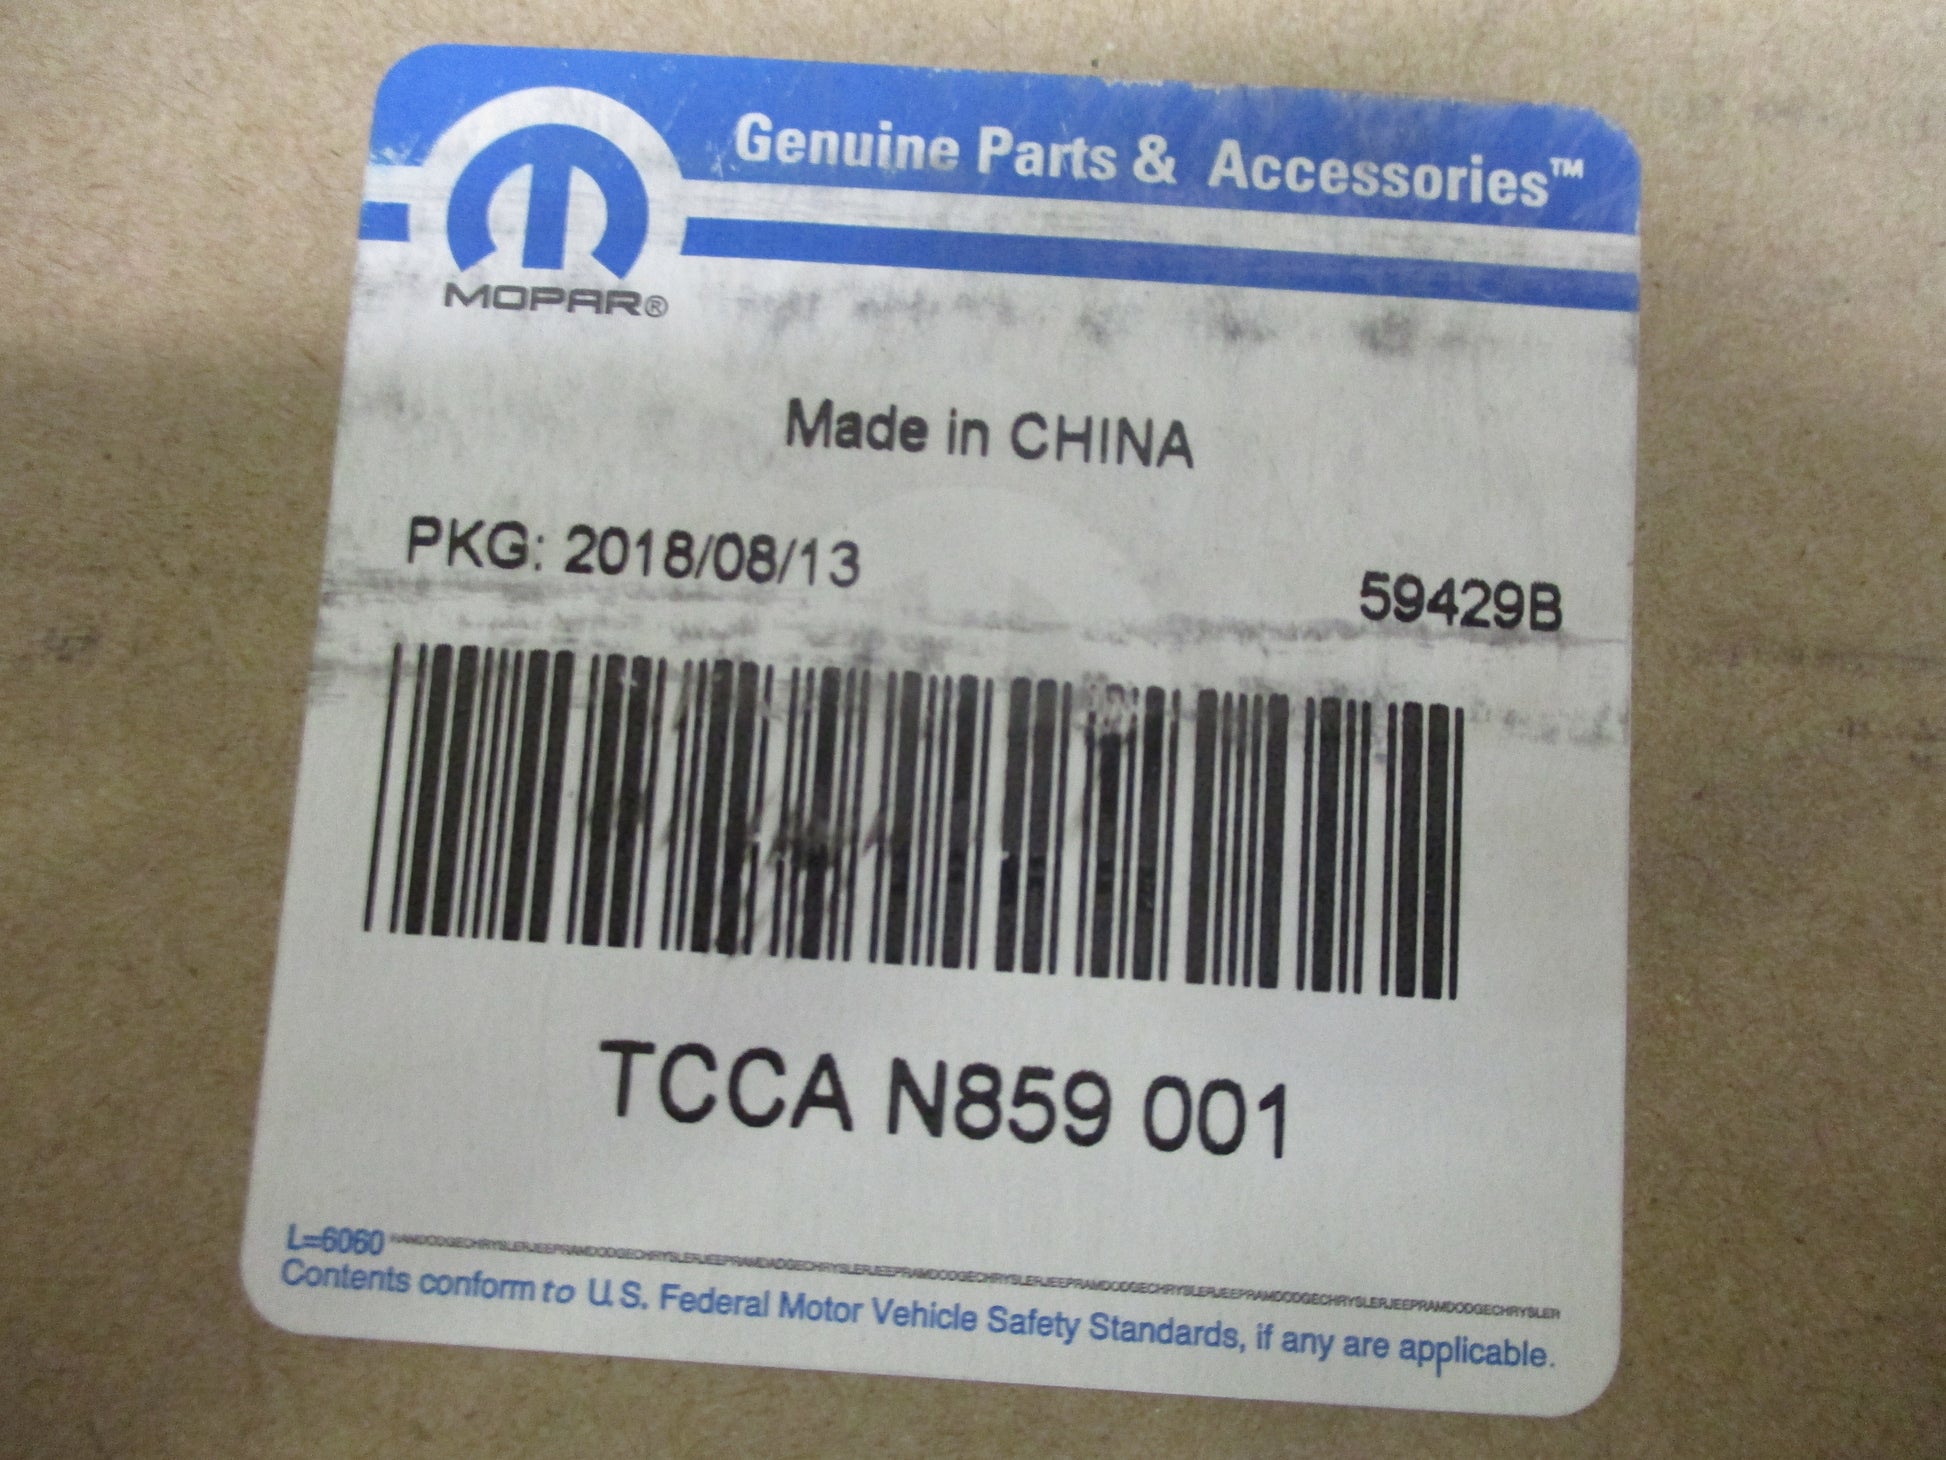 Genuine Parts & Accessories™
MOPAR®
Made in CHINA
PKG: 2018/08/13
59429B
TCCA N859 001
L=6060 RAMDODGECHRYSLERJEEPRAMDODGECHRYSLERJEEPRAMDADGECHRYSLERJEEPRAMDODGECHRYSLERJEEPRAMDODGECHRYSLERJEEPRAMDODGECHRYSLERJEEPRAMDODGECHRYSLER
Contents conform to U.S. Federal Motor Vehicle Safety Standards, if any are applicable.